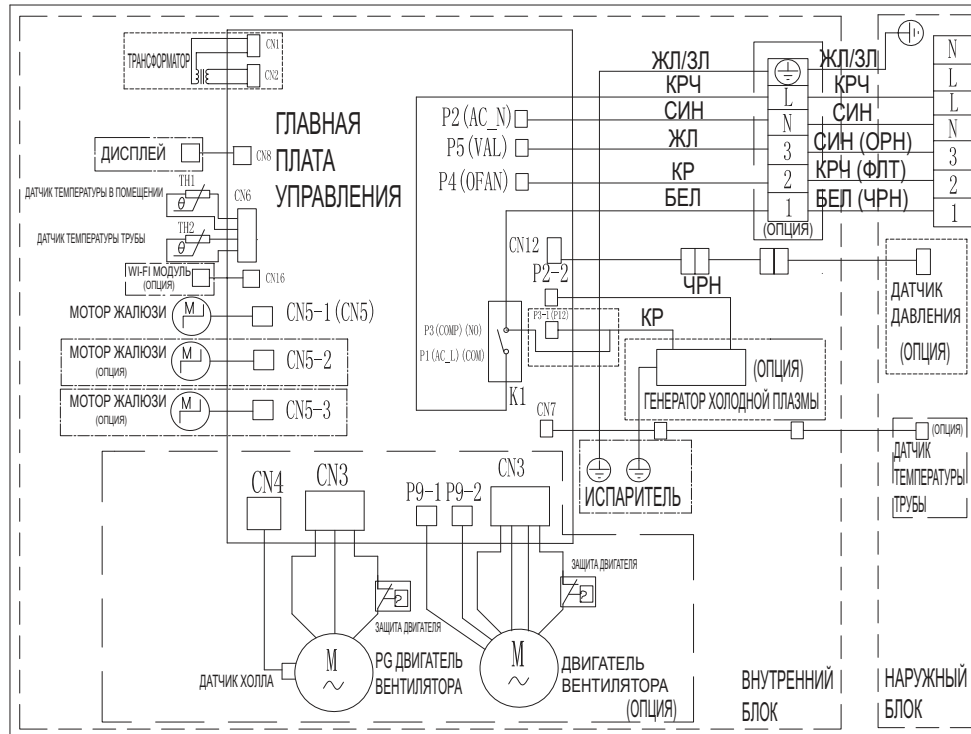 ТРАНСФОРМАТОР
CN1
CN2
ГЛАВНАЯ
ПЛАТА
УПРАВЛЕНИЯ
ДИСПЛЕЙ
CN8
ДАТЧИК ТЕМПЕРАТУРЫ В ПОМЕЩЕНИИ
TH1
θ
CN6
ДАТЧИК ТЕМПЕРАТУРЫ ТРУБЫ
TH2
θ
WI-FI МОДУЛЬ
(ОПЦИЯ)
CN16
МОТОР ЖАЛЮЗИ
M
CN5-1(CN5)
МОТОР ЖАЛЮЗИ
(ОПЦИЯ)
M
CN5-2
МОТОР ЖАЛЮЗИ
(ОПЦИЯ)
M
CN5-3
P2(AC_N)
P5(VAL)
P4(OFAN)
ЖЛ/ЗЛ
КРЧ
СИН
ЖЛ
КР
БЕЛ
L
N
3
2
1
(ОПЦИЯ)
ЖЛ/ЗЛ
КРЧ
СИН
СИН (ОРН)
КРЧ (ФЛТ)
БЕЛ (ЧРН)
N
L
L
N
3
2
1
CN12
P2-2
ЧРН
P3(COMP)(NO)
P1(AC_L)(COM)
K1
P3-1(P12)
КР
(ОПЦИЯ)
ГЕНЕРАТОР ХОЛОДНОЙ ПЛАЗМЫ
ДАТЧИК
ДАВЛЕНИЯ
(ОПЦИЯ)
CN7
(ОПЦИЯ)
ДАТЧИК
ТЕМПЕРАТУРЫ
ТРУБЫ
ИСПАРИТЕЛЬ
CN4
CN3
P9-1
P9-2
CN3
ЗАЩИТА ДВИГАТЕЛЯ
ЗАЩИТА ДВИГАТЕЛЯ
ДАТЧИК ХОЛЛА
M
~
PG ДВИГАТЕЛЬ
ВЕНТИЛЯТОРА
M
~
ДВИГАТЕЛЬ
ВЕНТИЛЯТОРА
(ОПЦИЯ)
ВНУТРЕННИЙ
БЛОК
НАРУЖНЫЙ
БЛОК